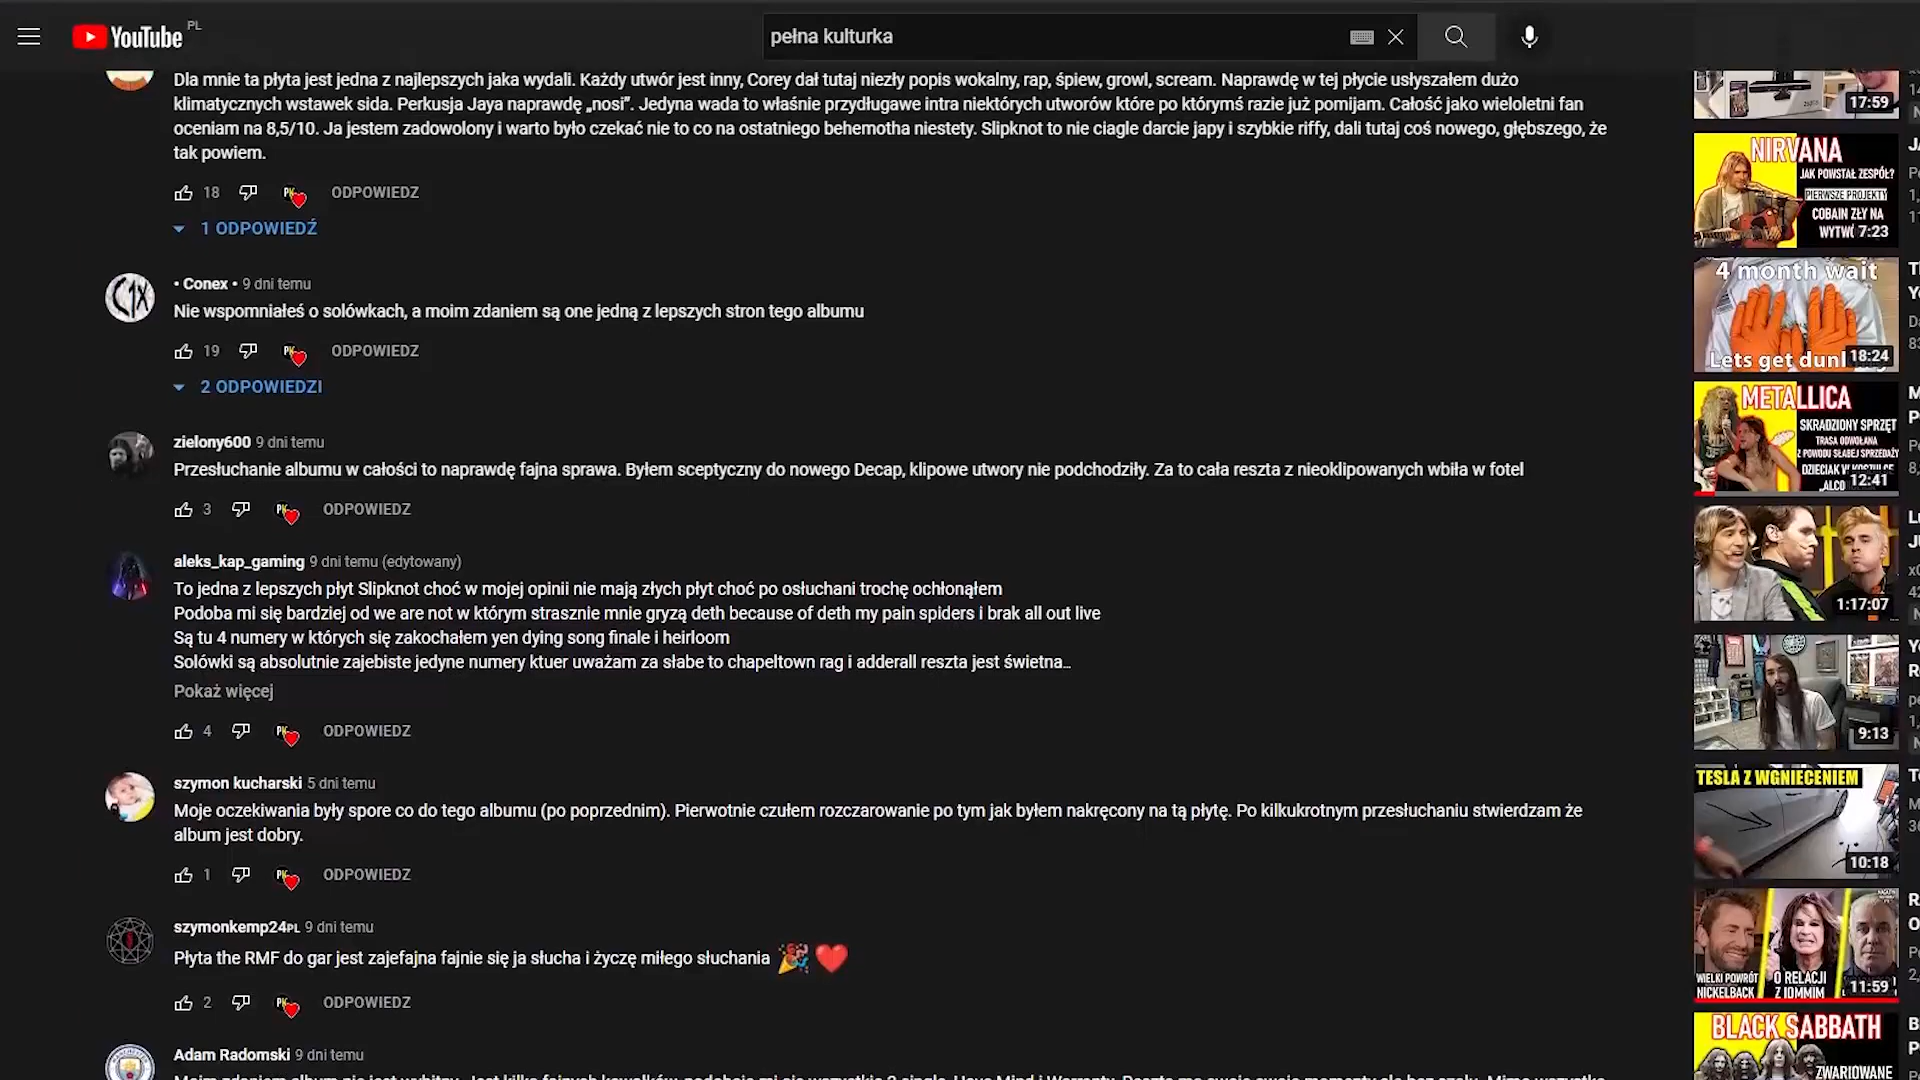 YouTube PL
pełna kulturka
Dla mnie ta płyta jest jedna z najlepszych jaka wydali. Każdy utwór jest inny, Corey dał tutaj niezły popis wokalny, rap, śpiew, growl, scream. Naprawdę w tej płycie usłyszałem dużo
klimatycznych wstawek sida. Perkusja Jaya naprawdę „nosi”. Jedyna wada to właśnie przydługawe intra niektórych utworów które po którymś razie już pomijam. Całość jako wieloletni fan
oceniam na 8,5/10. Ja jestem zadowolony i warto było czekać nie to co na ostatniego behemotha niestety. Slipknot to nie ciagle darcie japy i szybkie riffy, dali tutaj coś nowego, głębszego, że
tak powiem.
18 ODPOWIEDZ
1 ODPOWIEDŹ
• Conex • 9 dni temu
Nie wspomniałeś o solówkach, a moim zdaniem są one jedną z lepszych stron tego albumu
19 ODPOWIEDZ
2 ODPOWIEDZI
zielony600 9 dni temu
Przesłuchanie albumu w całości to naprawdę fajna sprawa. Byłem sceptyczny do nowego Decap, klipowe utwory nie podchodziły. Za to cała reszta z nieoklipowanych wbiła w fotel
3 ODPOWIEDZ
aleks_kap_gaming 9 dni temu (edytowany)
To jedna z lepszych płyt Slipknot choć w mojej opinii nie mają złych płyt choć po osłuchani trochę ochłonąłem
Podoba mi się bardziej od we are not w którym strasznie mnie gryzą deth because of deth my pain spiders i brak all out live
Są tu 4 numery w których się zakochałem yen dying song finale i heirloom
Solówki są absolutnie zajebiste jedyne numery ktuer uważam za słabe to chapeltown rag i adderall reszta jest świetna...
Pokaż więcej
4 ODPOWIEDZ
szymon kucharski 5 dni temu
Moje oczekiwania były spore co do tego albumu (po poprzednim). Pierwotnie czułem rozczarowanie po tym jak byłem nakręcony na tą płytę. Po kilkukrotnym przesłuchaniu stwierdzam że
album jest dobry.
1 ODPOWIEDZ
szymonkemp24PL 9 dni temu
Płyta the RMF do gar jest zajefajna fajnie się ja słucha i życzę miłego słuchania 🎉 ❤️
2 ODPOWIEDZ
Adam Radomski 9 dni temu
17:59
NIRVANA
JAK POWSTAŁ ZESPÓŁ?
PIERWSZE PROJEKTY
COBAIN ZŁY NA
7:23
4 month wait
Lets get
18:24
METALLICA
SKRADZIONY SPRZĘT
TRASA ODWOŁANA
Z POWODU SŁABEJ SPRZEDAŻY
DZIECIAK W
12:41
1:17:07
9:13
TESLA Z WGNIECENIEM
10:18
WIELKI POWRÓT
NICKELBACK
O RELACJI
Z IOMMIM
11:59
BLACK SABBATH
ZWARIOWANE